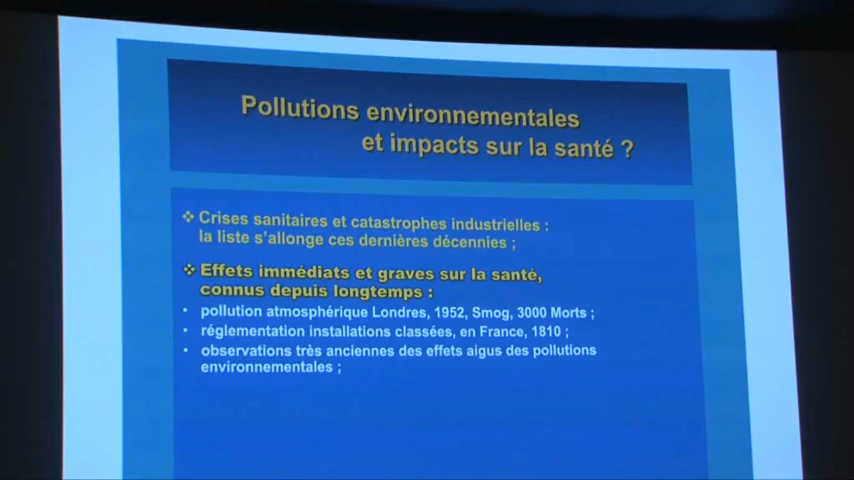 Pollutions environnementales
et impacts sur la santé ?
❖ Crises sanitaires et catastrophes industrielles :
la liste s'allonge ces dernières décennies ;
❖ Effets immédiats et graves sur la santé,
connus depuis longtemps :
• pollution atmosphérique Londres, 1952, Smog, 3000 Morts ;
• réglementation installations classées, en France, 1810 ;
• observations très anciennes des effets aigus des pollutions
environnementales ;